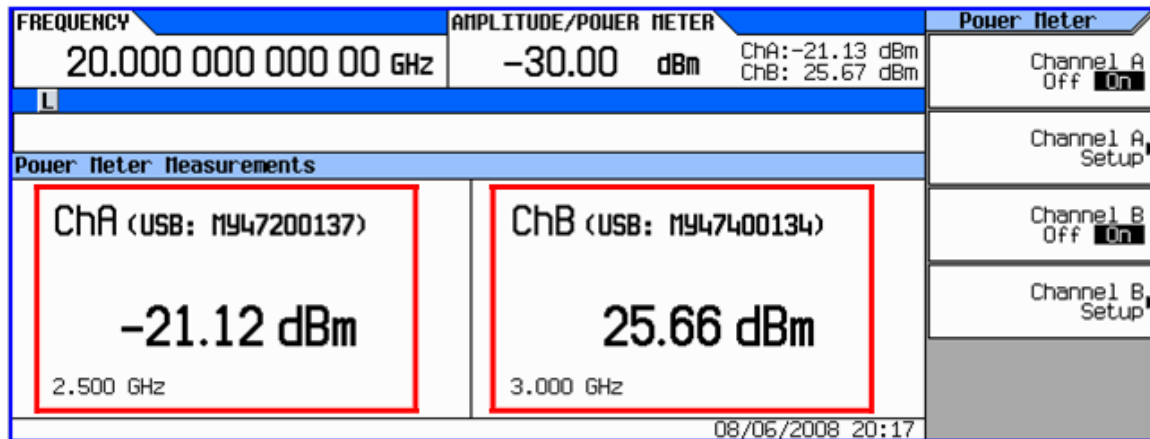 FREQUENCY
20.000 000 000 00 GHz
AMPLITUDE/POWER METER
-30.00 dBm
ChA:-21.13 dBm
ChB: 25.67 dBm
L
Power Meter Measurements
ChA (USB: MY47200137)
-21.12 dBm
2.500 GHz
ChB (USB: MY47400134)
25.66 dBm
3.000 GHz
08/06/2008 20:17
Power Meter
Channel A
Off On
Channel A
Setup
Channel B
Off On
Channel B
Setup